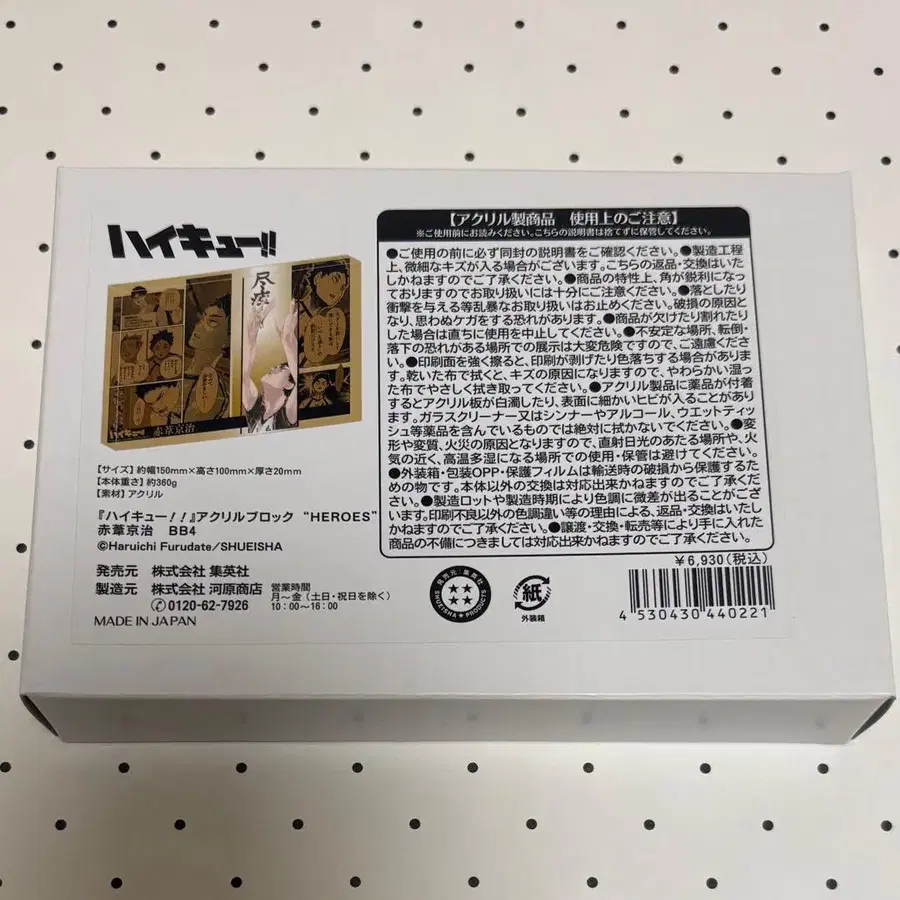 ハイキュー!!
尽
ハイキュー!!
赤葦京治
【サイズ】約幅150mm×高さ100mm×厚さ20mm
【本体重さ】約360g
【素材】アクリル
『ハイキュー！！』アクリルブロック “HEROES”
赤葦京治 BB4
©Haruichi Furudate/SHUEISHA
発売元 株式会社 集英社
製造元 株式会社 河原商店
0120-62-7926
営業時間
月～金（土日・祝日を除く）
10：00～16：00
MADE IN JAPAN
【アクリル製商品 使用上のご注意】
※ご使用前にお読みください。こちらの説明書は捨てずに保管してください。
●ご使用の前に必ず同封の説明書をご確認ください。●製造工程
上、微細なキズが入る場合がございます。こちらの返品・交換はいた
しかねますのでご了承ください。●商品の特性上、角が鋭利になっ
ておりますのでお取り扱いには十分にご注意ください。●落としたり
衝撃を与える等乱暴なお取り扱いはお止めください。破損の原因と
なり、思わぬケガをする恐れがあります。●商品が欠けたり割れたり
した場合は直ちに使用を中止してください。●不安定な場所、転倒・
落下の恐れがある場所での展示は大変危険ですので、ご遠慮くださ
い。●印刷面を強く擦ると、印刷が剥げたり色落ちする場合がありま
す。乾いた布で拭くと、キズの原因になりますので、やわらかい湿っ
た布でやさしく拭き取ってください。●アクリル製品に薬品が付着
するとアクリル板が白濁したり、表面に細かいヒビが入ることがあり
ます。ガラスクリーナー又はシンナーやアルコール、ウエットティッ
シュ等薬品を含んでいるものでは絶対に拭かないでください。●変
形や変質、火災の原因となりますので、直射日光のあたる場所や、火
気の近く、高温多湿になる場所での使用・保管は避けてください。
●外装箱・包装OPP・保護フィルムは輸送時の破損から保護するた
めの物です。本体以外の交換は対応出来かねますのでご了承くださ
い。●製造ロットや製造時期により色調に微差が出ることがござい
ます。印刷不良以外の色調違い等の理由による、返品・交換はいたし
かねますのでご了承ください。●譲渡・交換・転売等により手に入れた
商品の不備につきましては対応出来かねますのでご了承ください。
￥6,930（税込）
発売元：集英社
SHUEISHA PRODUCTS
紙
外装箱
4 530430 440221